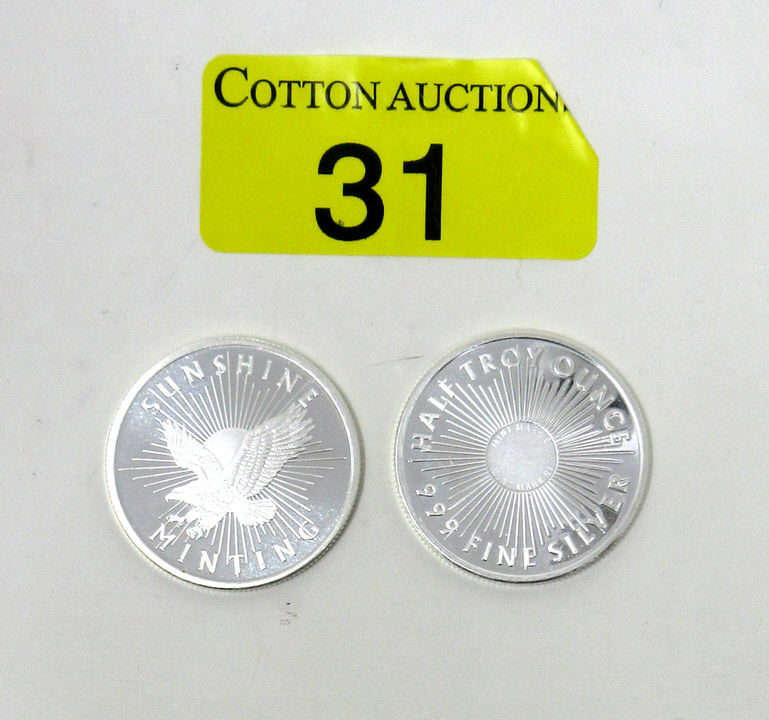 COTTON AUCTION
31
SUNSHINE
MINTING
HALF TROY OUNCE
999 FINE SILVER